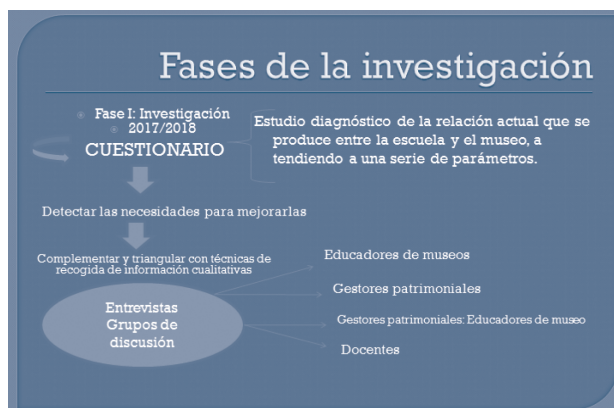 Fases de la investigación
Fase I: Investigación
2017/2018
CUESTIONARIO
Estudio diagnóstico de la relación actual que se
produce entre la escuela y el museo, a
tendiendo a una serie de parámetros.
Detectar las necesidades para mejorarlas
Complementar y triangular con técnicas de
recogida de información cualitativas
Entrevistas
Grupos de
discusión
Educadores de museos
Gestores patrimoniales
Gestores patrimoniales: Educadores de museo
Docentes